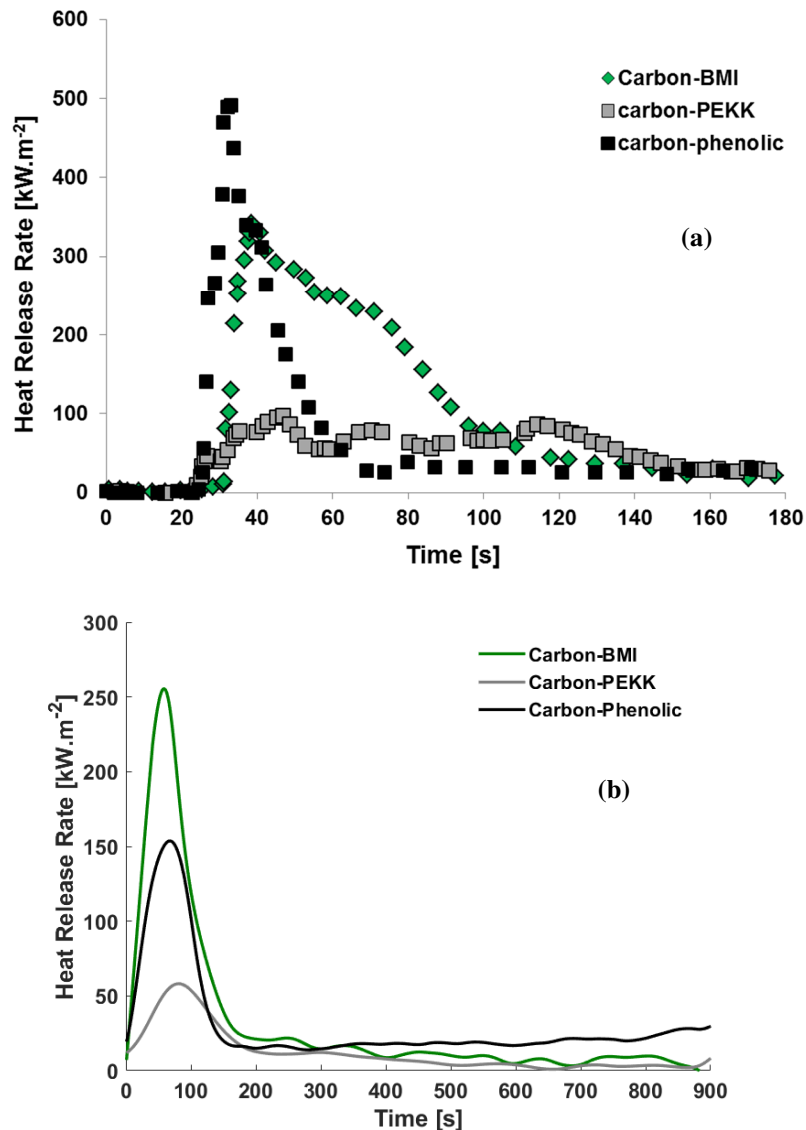 600
500
400
300
200
100
0
Heat Release Rate [kW.m-2]
Carbon-BMI
carbon-PEKK
carbon-phenolic
(a)
0 20 40 60 80 100 120 140 160 180
Time [s]
300
250
200
150
100
50
0
Heat Release Rate [kW.m-2]
Carbon-BMI
Carbon-PEKK
Carbon-Phenolic
(b)
0 100 200 300 400 500 600 700 800 900
Time [s]